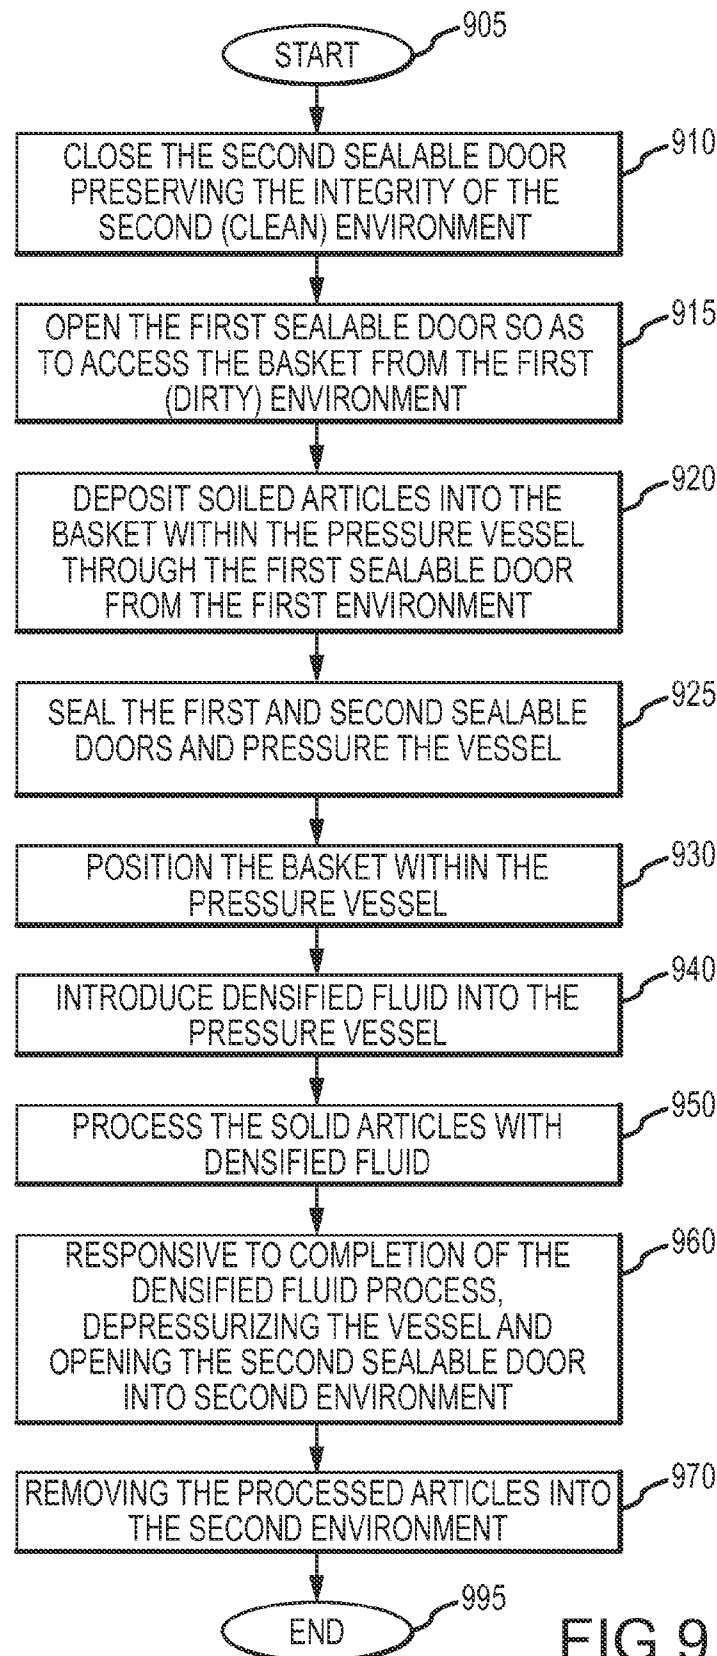 905
START
910
CLOSE THE SECOND SEALABLE DOOR
PRESERVING THE INTEGRITY OF THE
SECOND (CLEAN) ENVIRONMENT
915
OPEN THE FIRST SEALABLE DOOR SO AS
TO ACCESS THE BASKET FROM THE FIRST
(DIRTY) ENVIRONMENT
920
DEPOSIT SOILED ARTICLES INTO THE
BASKET WITHIN THE PRESSURE VESSEL
THROUGH THE FIRST SEALABLE DOOR
FROM THE FIRST ENVIRONMENT
925
SEAL THE FIRST AND SECOND SEALABLE
DOORS AND PRESSURE THE VESSEL
930
POSITION THE BASKET WITHIN THE
PRESSURE VESSEL
940
INTRODUCE DENSIFIED FLUID INTO THE
PRESSURE VESSEL
950
PROCESS THE SOLID ARTICLES WITH
DENSIFIED FLUID
960
RESPONSIVE TO COMPLETION OF THE
DENSIFIED FLUID PROCESS,
DEPRESSURIZING THE VESSEL AND
OPENING THE SECOND SEALABLE DOOR
INTO SECOND ENVIRONMENT
970
REMOVING THE PROCESSED ARTICLES INTO
THE SECOND ENVIRONMENT
995
END
FIG.9